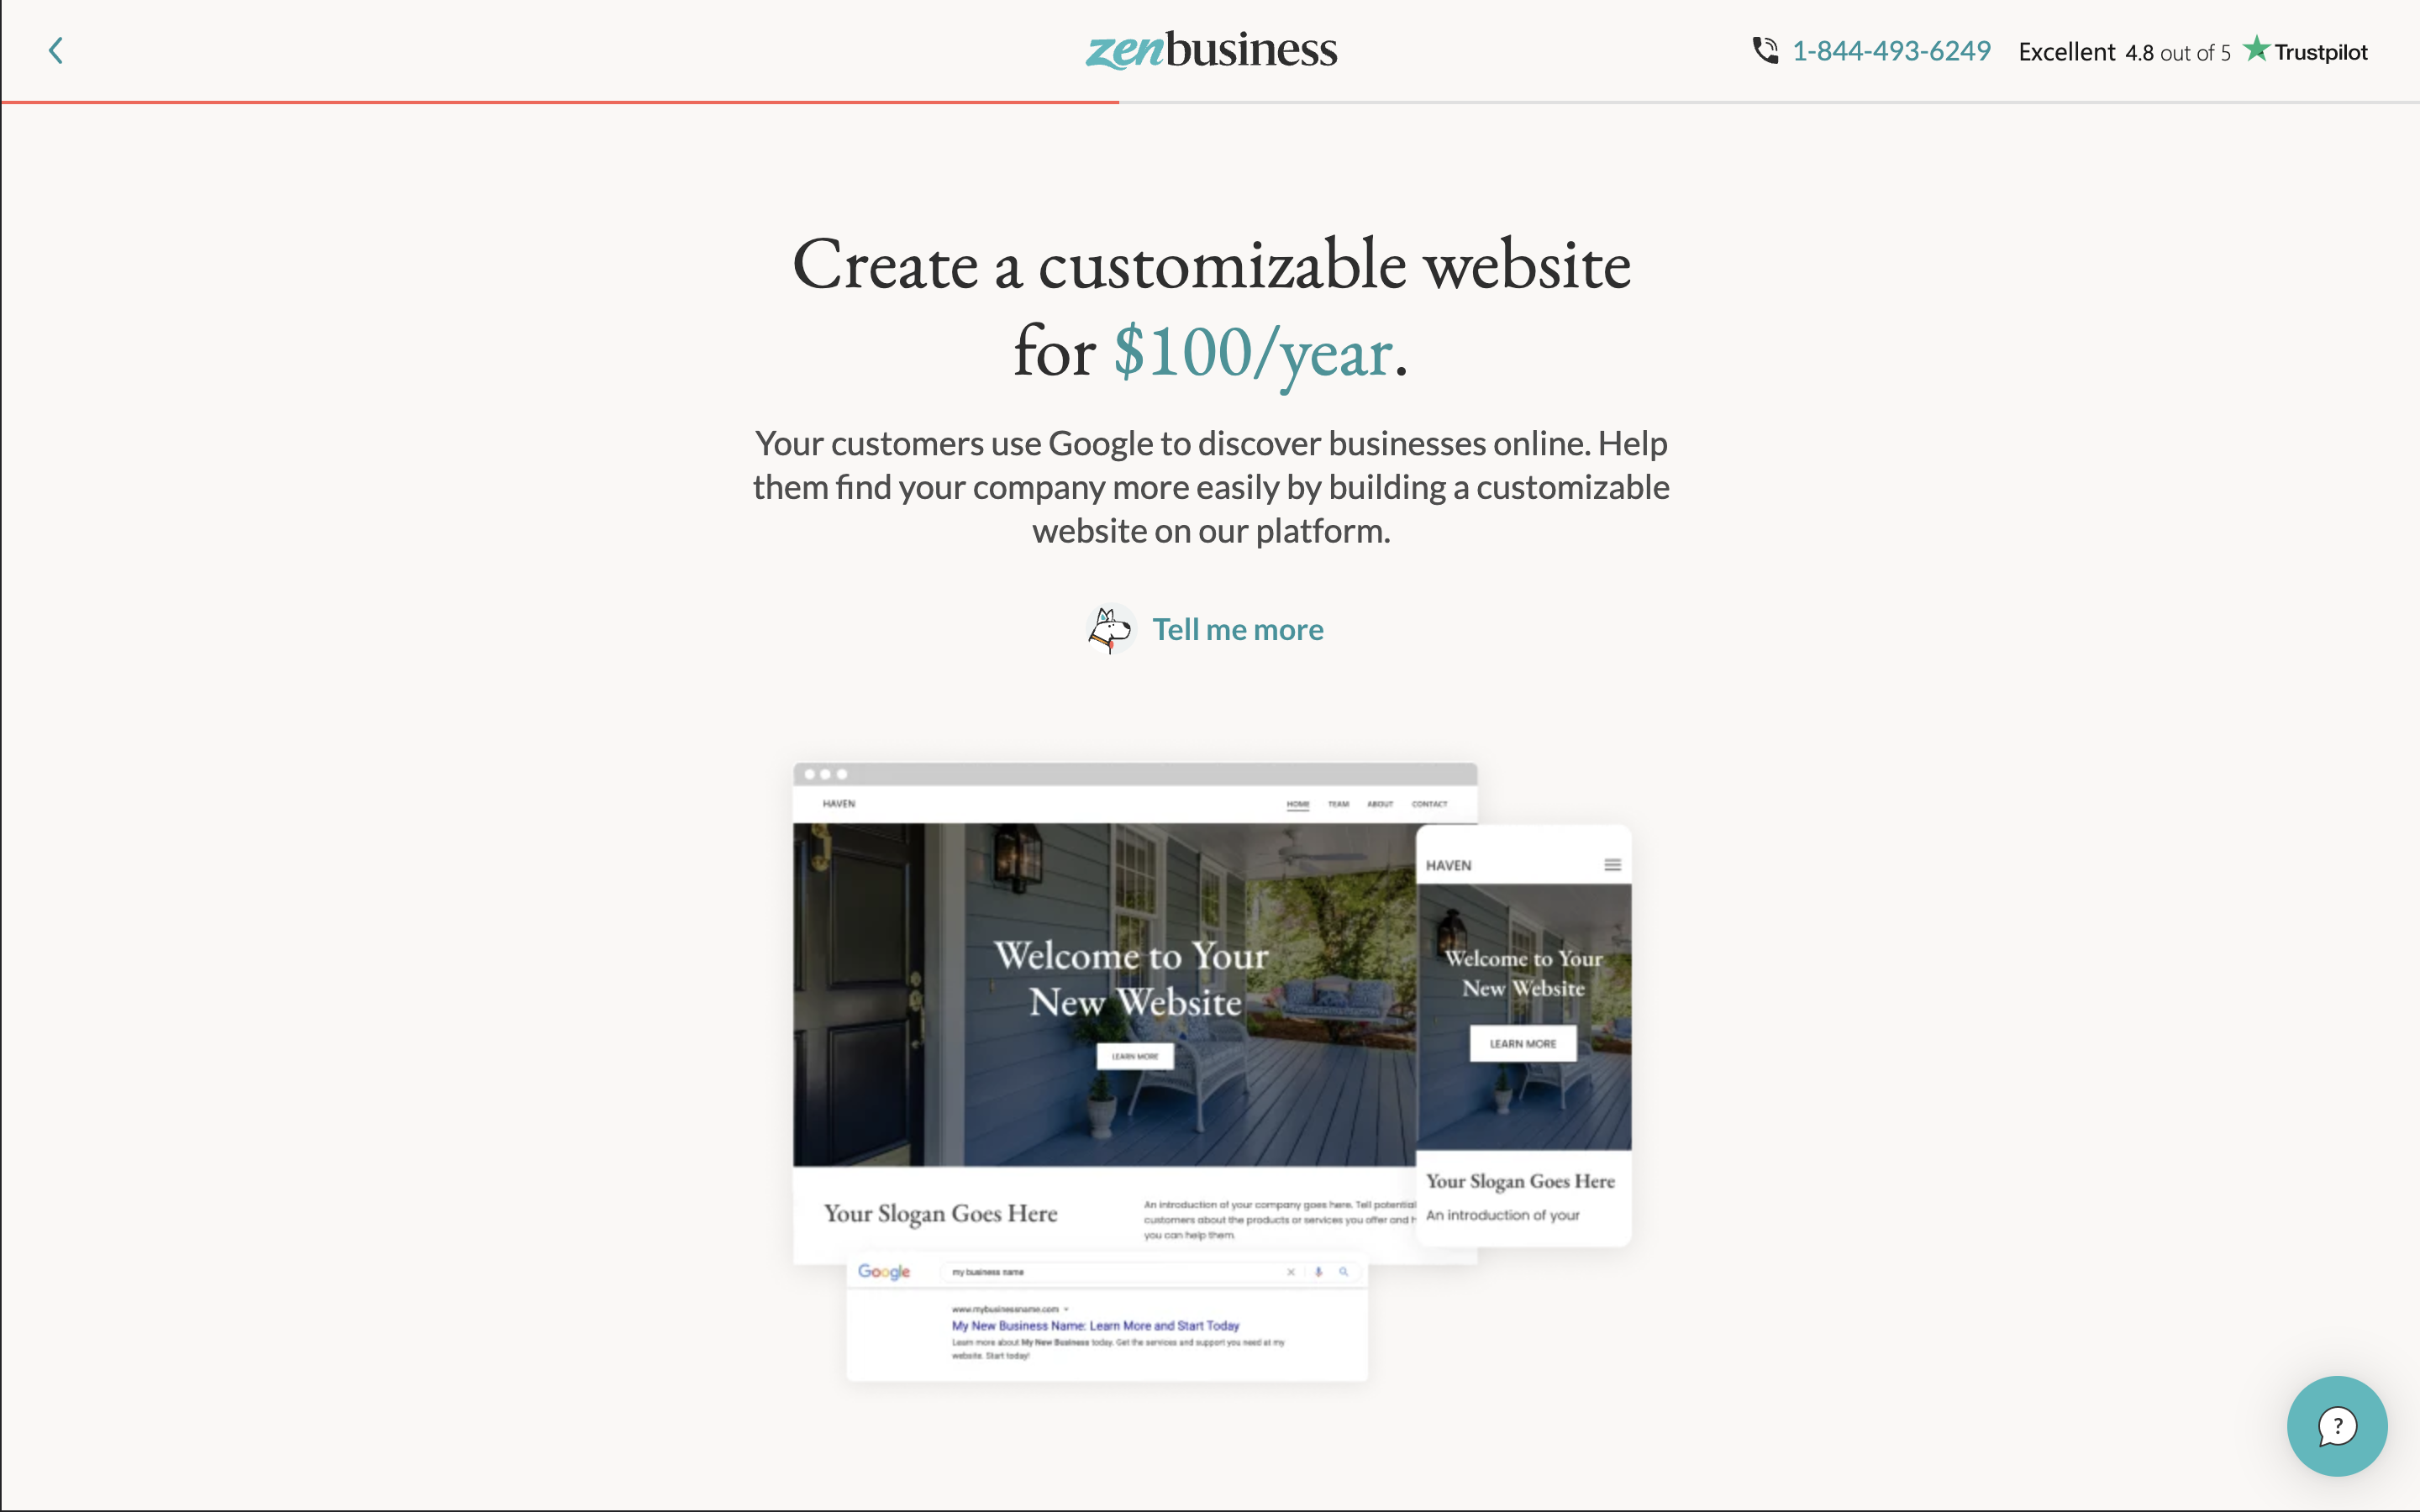 zenbusiness
1-844-493-6249
Excellent 4.8 out of 5 Trustpilot
Create a customizable website
for $100/year.
Your customers use Google to discover businesses online. Help
them find your company more easily by building a customizable
website on our platform.
Tell me more
HAVEN
HOME TEAM ABOUT CONTACT
Welcome to Your
New Website
LEARN MORE
Your Slogan Goes Here
An introduction of your company goes here. Tell potential
customers about the products or services you offer and h
you can help them.
HAVEN
Welcome to Your
New Website
LEARN MORE
Your Slogan Goes Here
An introduction of your
Google
my business name
www.mybusinessname.com
My New Business Name: Learn More and Start Today
Learn more about My New Business today. Get the services and support you need at my
website. Start today!
?